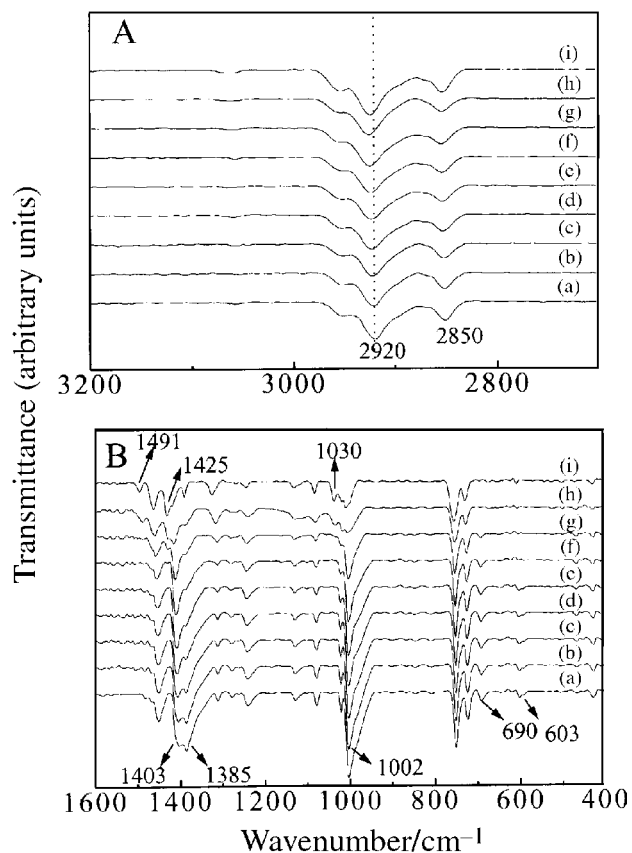 A
(i)
(h)
(g)
(f)
(e)
(d)
(c)
(b)
(a)
2920
2850
3200 3000 2800
Transmittance (arbitrary units)
B
1491
1425
1030
(i)
(h)
(g)
(f)
(e)
(d)
(c)
(b)
(a)
1403
1385
1002
690
603
1600 1400 1200 1000 800 600 400
Wavenumber/cm⁻¹